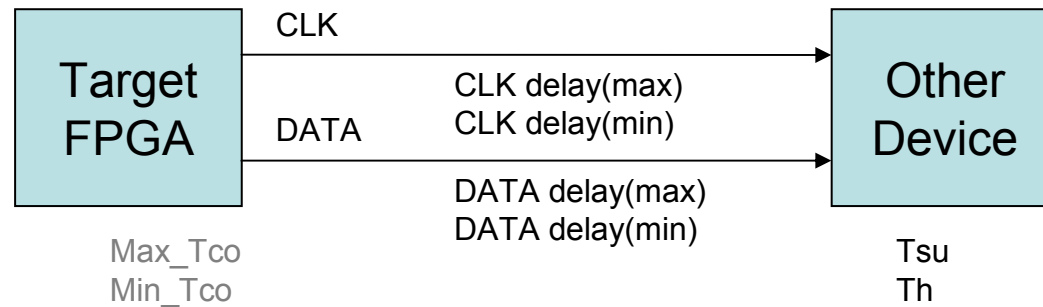 Target
FPGA
CLK
CLK delay(max)
CLK delay(min)
DATA
DATA delay(max)
DATA delay(min)
Other
Device
Max_Tco
Min_Tco
Tsu
Th